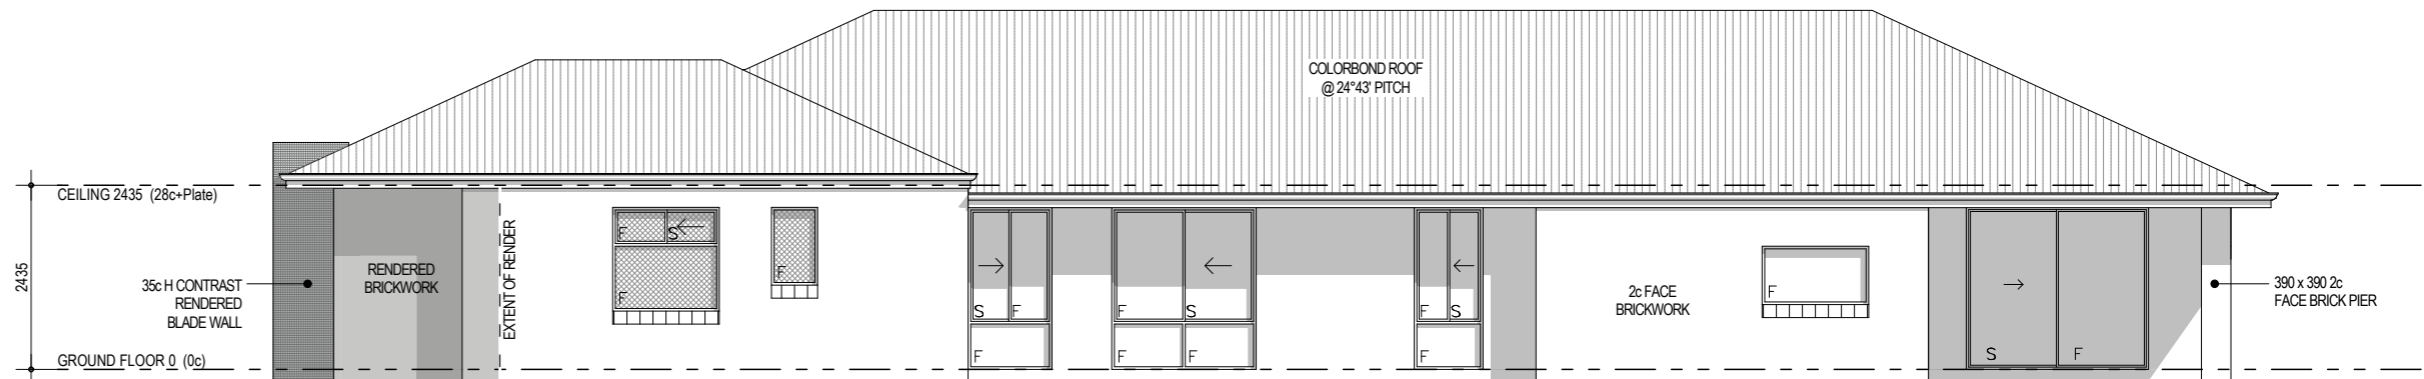 COLORBOND ROOF
@ 24°43' PITCH
CEILING 2435 (28c+Plate)
2435
35c H CONTRAST
RENDERED
BLADE WALL
RENDERED
BRICKWORK
EXTENT OF RENDER
F
S
F
F
S
F
F
F
S
F
F
F
S
F
2c FACE
BRICKWORK
F
S
F
390 x 390 2c
FACE BRICK PIER
GROUND FLOOR 0 (0c)